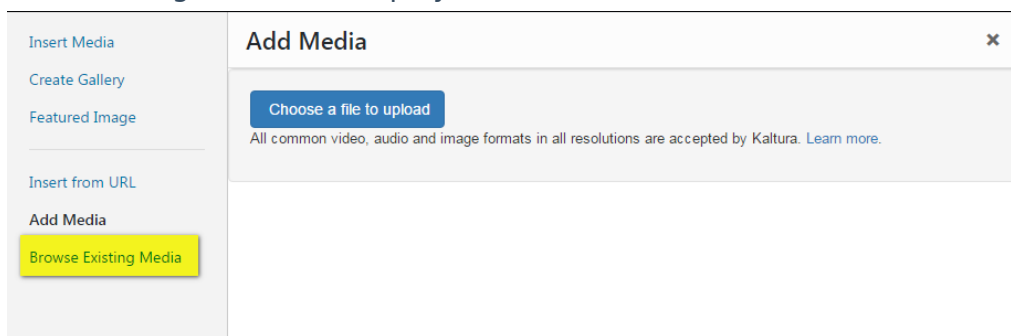 Insert Media
Create Gallery
Featured Image
Insert from URL
Add Media
Browse Existing Media
Add Media
×
Choose a file to upload
All common video, audio and image formats in all resolutions are accepted by Kaltura. Learn more.